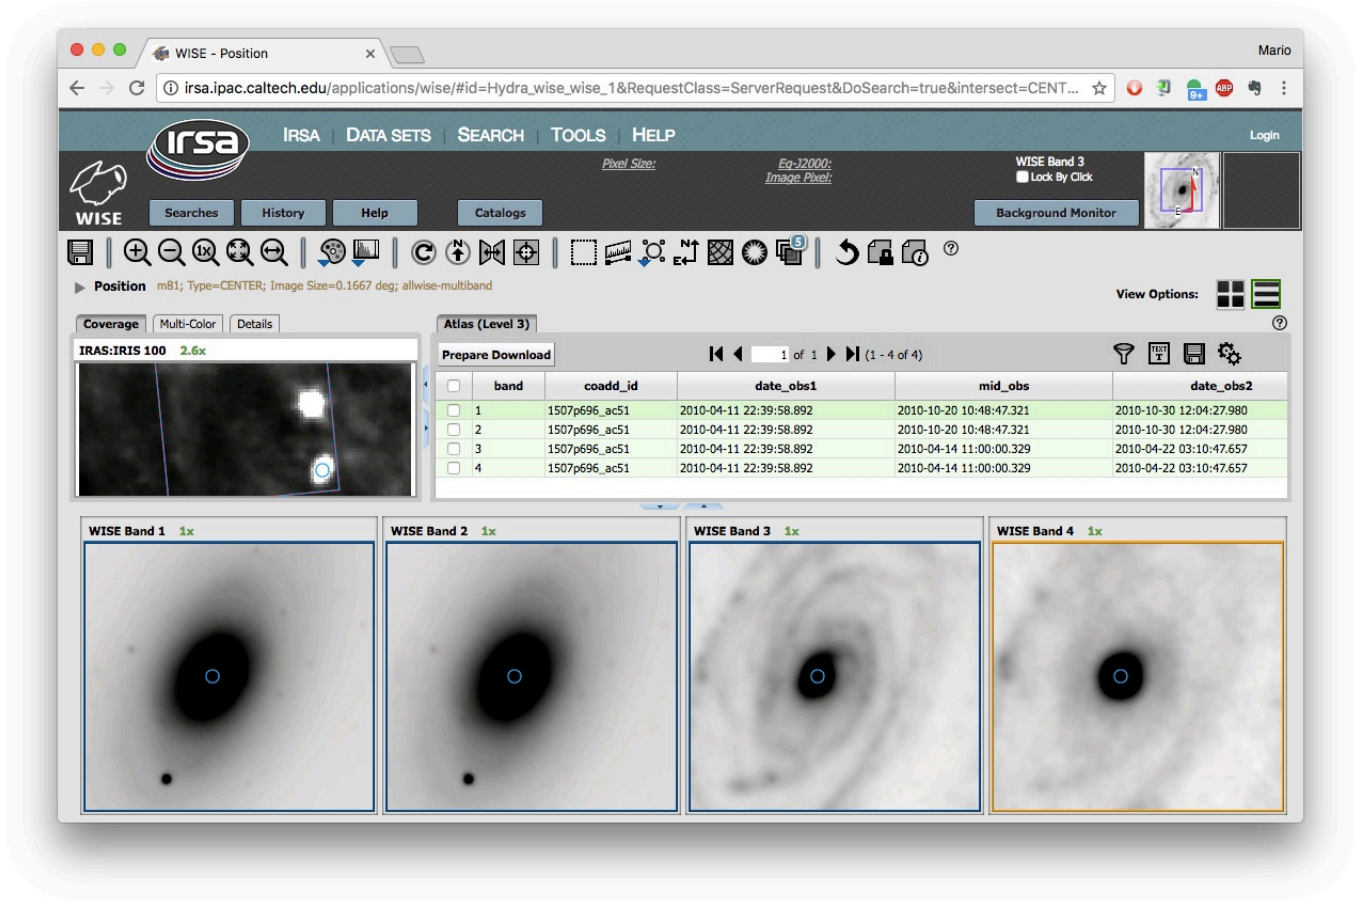 WISE - Position
Mario
irsa.ipac.caltech.edu/applications/wise/#id=Hydra_wise_wise_1&RequestClass=ServerRequest&DoSearch=true&intersect=CENT...
9+
ABP
irsa
IRSA DATA SETS SEARCH TOOLS HELP
Login
Pixel Size:
Eq-J2000:
Image Pixel:
WISE Band 3
Lock By Click
N
E
WISE
Searches History Help Catalogs Background Monitor
1X
N
N
E
5
?
Position m81; Type=CENTER; Image Size=0.1667 deg; allwise-multiband
View Options:
Coverage Multi-Color Details
Atlas (Level 3)
?
IRAS:IRIS 100 2.6x
Prepare Download
1 of 1 (1 - 4 of 4)
TEXT
T
band coadd_id date_obs1 mid_obs date_obs2
1 1507p696_ac51 2010-04-11 22:39:58.892 2010-10-20 10:48:47.321 2010-10-30 12:04:27.980
2 1507p696_ac51 2010-04-11 22:39:58.892 2010-10-20 10:48:47.321 2010-10-30 12:04:27.980
3 1507p696_ac51 2010-04-11 22:39:58.892 2010-04-14 11:00:00.329 2010-04-22 03:10:47.657
4 1507p696_ac51 2010-04-11 22:39:58.892 2010-04-14 11:00:00.329 2010-04-22 03:10:47.657
WISE Band 1 1x
WISE Band 2 1x
WISE Band 3 1x
WISE Band 4 1x